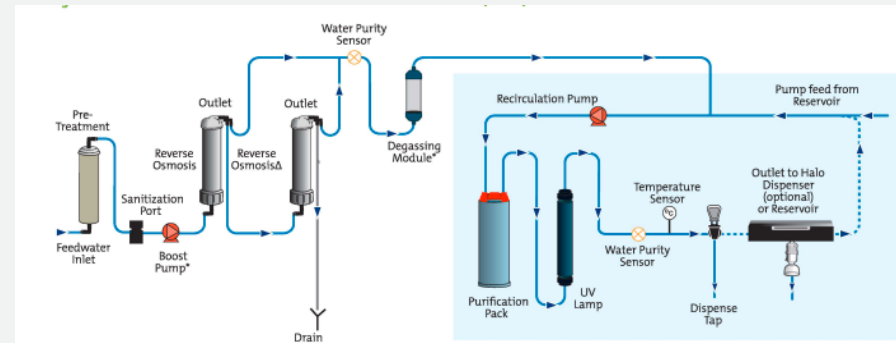 Water Purity
Sensor
Pre-
Treatment
Outlet
Outlet
Reverse
Osmosis
Reverse
OsmosisΔ
Sanitization
Port
Feedwater
Inlet
Boost
Pump*
Drain
Degassing
Module*
Recirculation Pump
Pump feed from
Reservoir
Temperature
Sensor
°C
Outlet to Halo
Dispenser
(optional)
or Reservoir
Water Purity
Sensor
Purification
Pack
UV
Lamp
Dispense
Tap